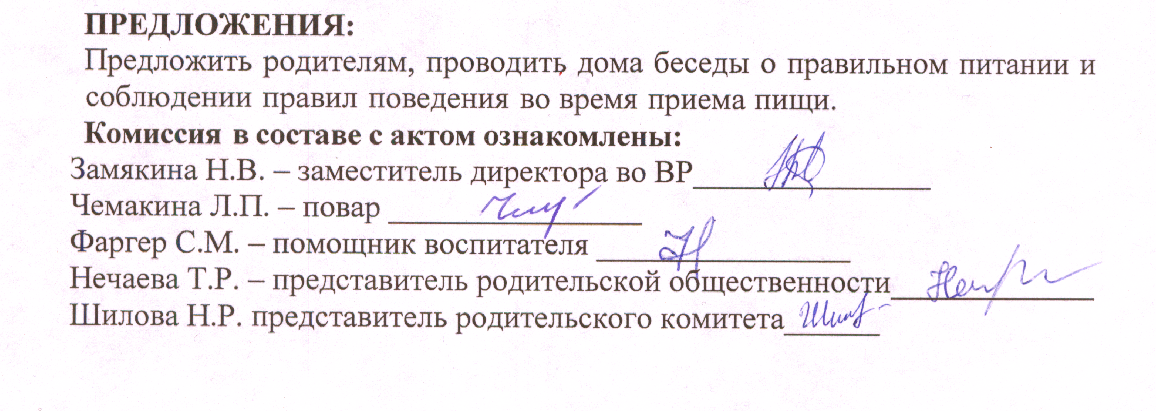 ПРЕДЛОЖЕНИЯ:
Предложить родителям, проводить дома беседы о правильном питании и
соблюдении правил поведения во время приема пищи.
Комиссия в составе с актом ознакомлены:
Замякина Н.В. – заместитель директора во ВР
Чемакина Л.П. – повар
Фаргер С.М. – помощник воспитателя
Нечаева Т.Р. – представитель родительской общественности
Шилова Н.Р. представитель родительского комитета